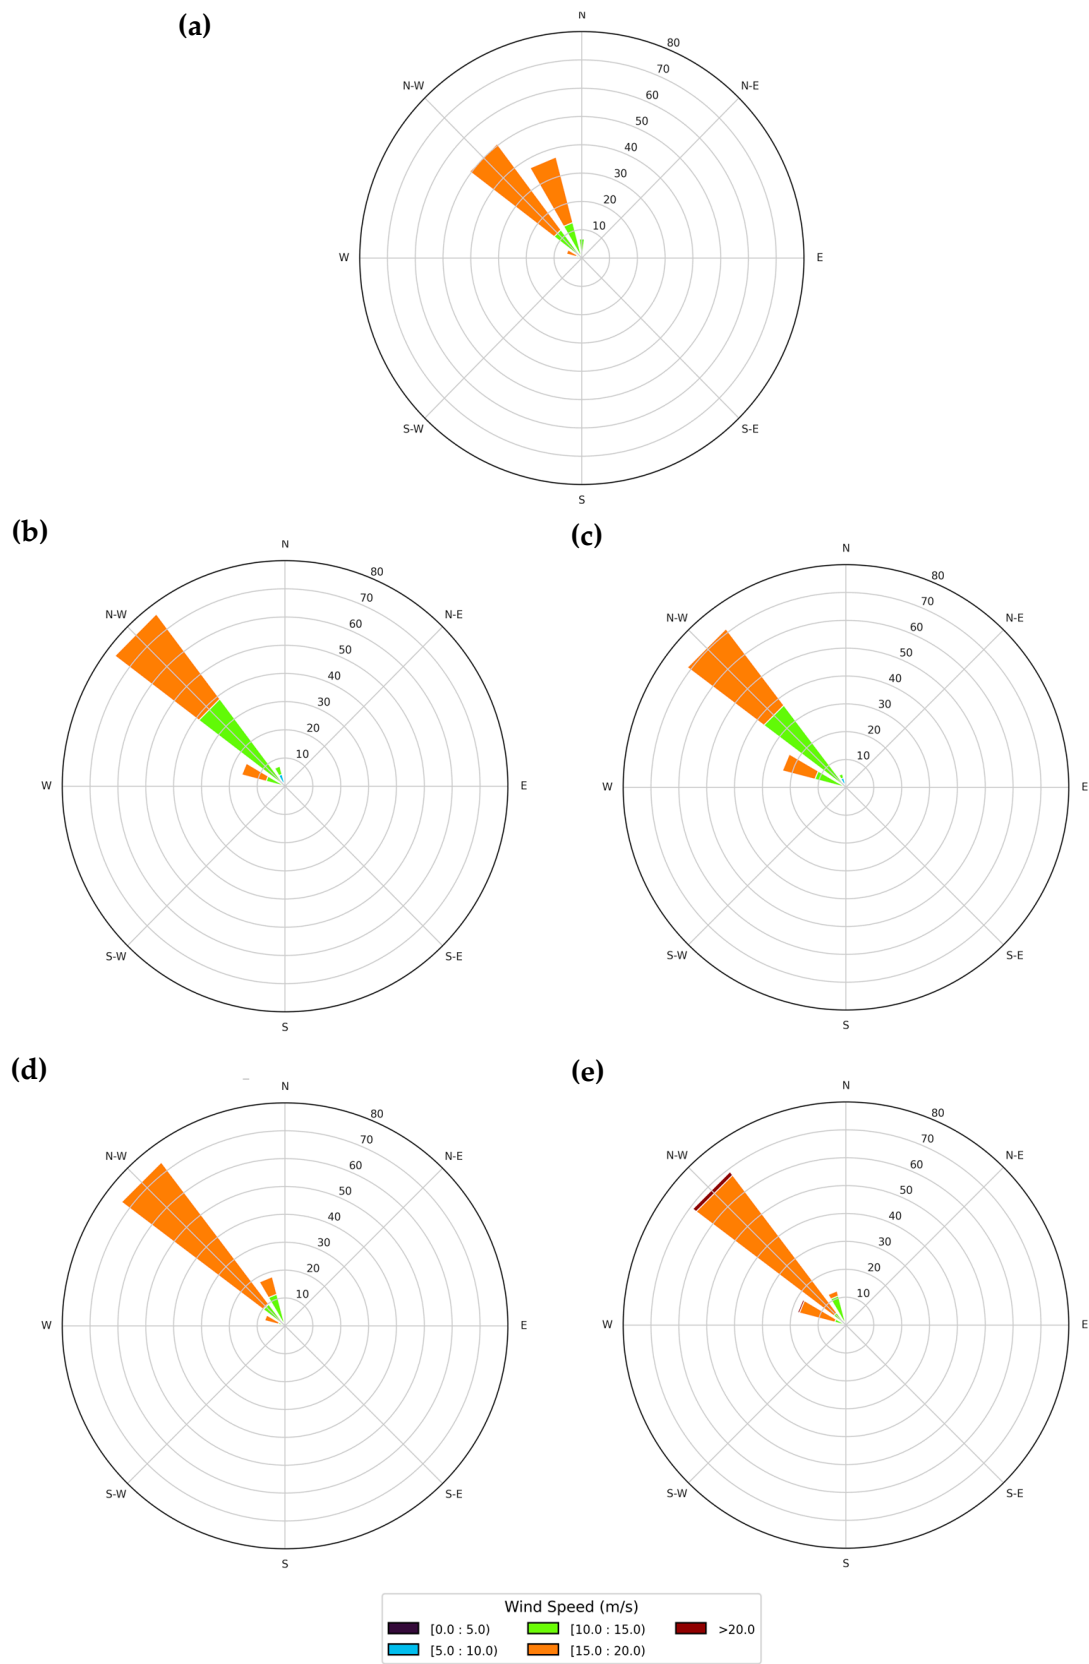 (a)
N
80
70
N-W
N-E
60
50
40
30
20
10
W
E
S-W
S-E
S
(b)
(c)
N
80
70
N-W
N-E
60
50
40
30
20
10
W
E
S-W
S-E
S
N
80
70
N-W
N-E
60
50
40
30
20
10
W
E
S-W
S-E
S
(d)
(e)
N
80
70
N-W
N-E
60
50
40
30
20
10
W
E
S-W
S-E
S
N
80
70
N-W
N-E
60
50
40
30
20
10
W
E
S-W
S-E
S
Wind Speed (m/s)
[0.0 : 5.0) [10.0 : 15.0) >20.0
[5.0 : 10.0) [15.0 : 20.0)